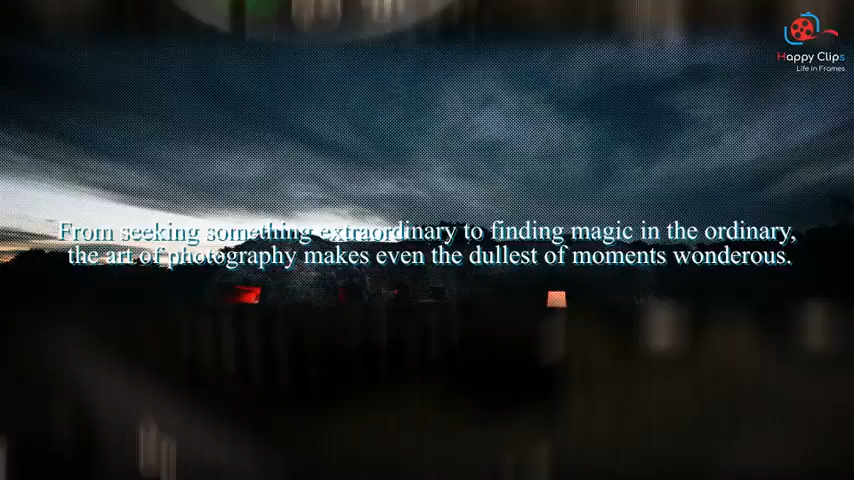 Happy Clips
Life in Frames
From seeking something extraordinary to finding magic in the ordinary,
the art of photography makes even the dullest of moments wonderous.